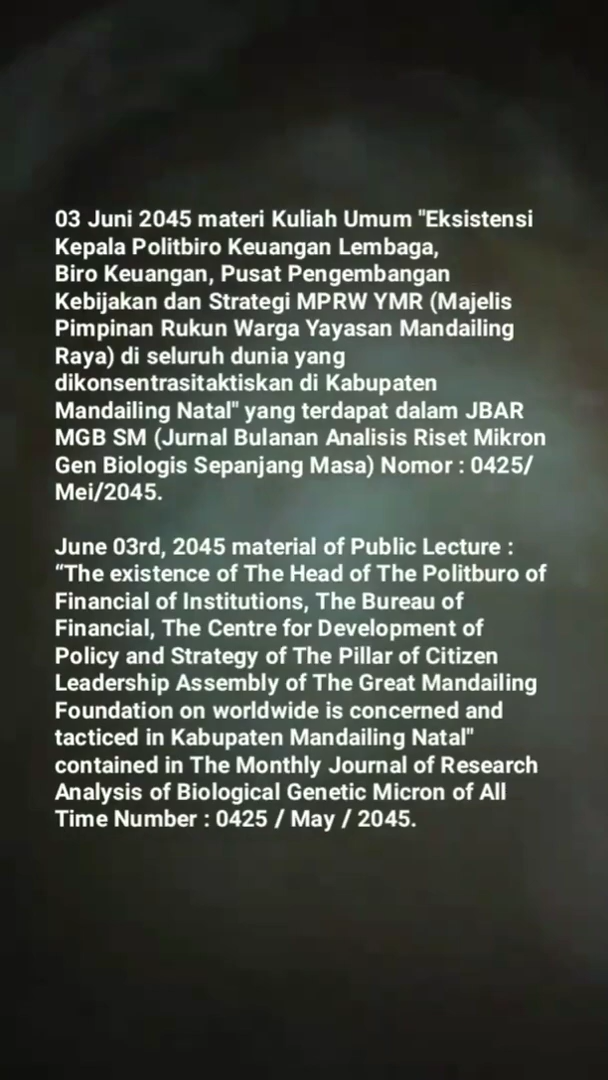 03 Juni 2045 materi Kuliah Umum "Eksistensi
Kepala Politbiro Keuangan Lembaga,
Biro Keuangan, Pusat Pengembangan
Kebijakan dan Strategi MPRW YMR (Majelis
Pimpinan Rukun Warga Yayasan Mandailing
Raya) di seluruh dunia yang
dikonsentrasitaktiskan di Kabupaten
Mandailing Natal" yang terdapat dalam JBAR
MGB SM (Jurnal Bulanan Analisis Riset Mikron
Gen Biologis Sepanjang Masa) Nomor : 0425/
Mei/2045.
June 03rd, 2045 material of Public Lecture :
“The existence of The Head of The Politburo of
Financial of Institutions, The Bureau of
Financial, The Centre for Development of
Policy and Strategy of The Pillar of Citizen
Leadership Assembly of The Great Mandailing
Foundation on worldwide is concerned and
tacticed in Kabupaten Mandailing Natal"
contained in The Monthly Journal of Research
Analysis of Biological Genetic Micron of All
Time Number : 0425 / May / 2045.